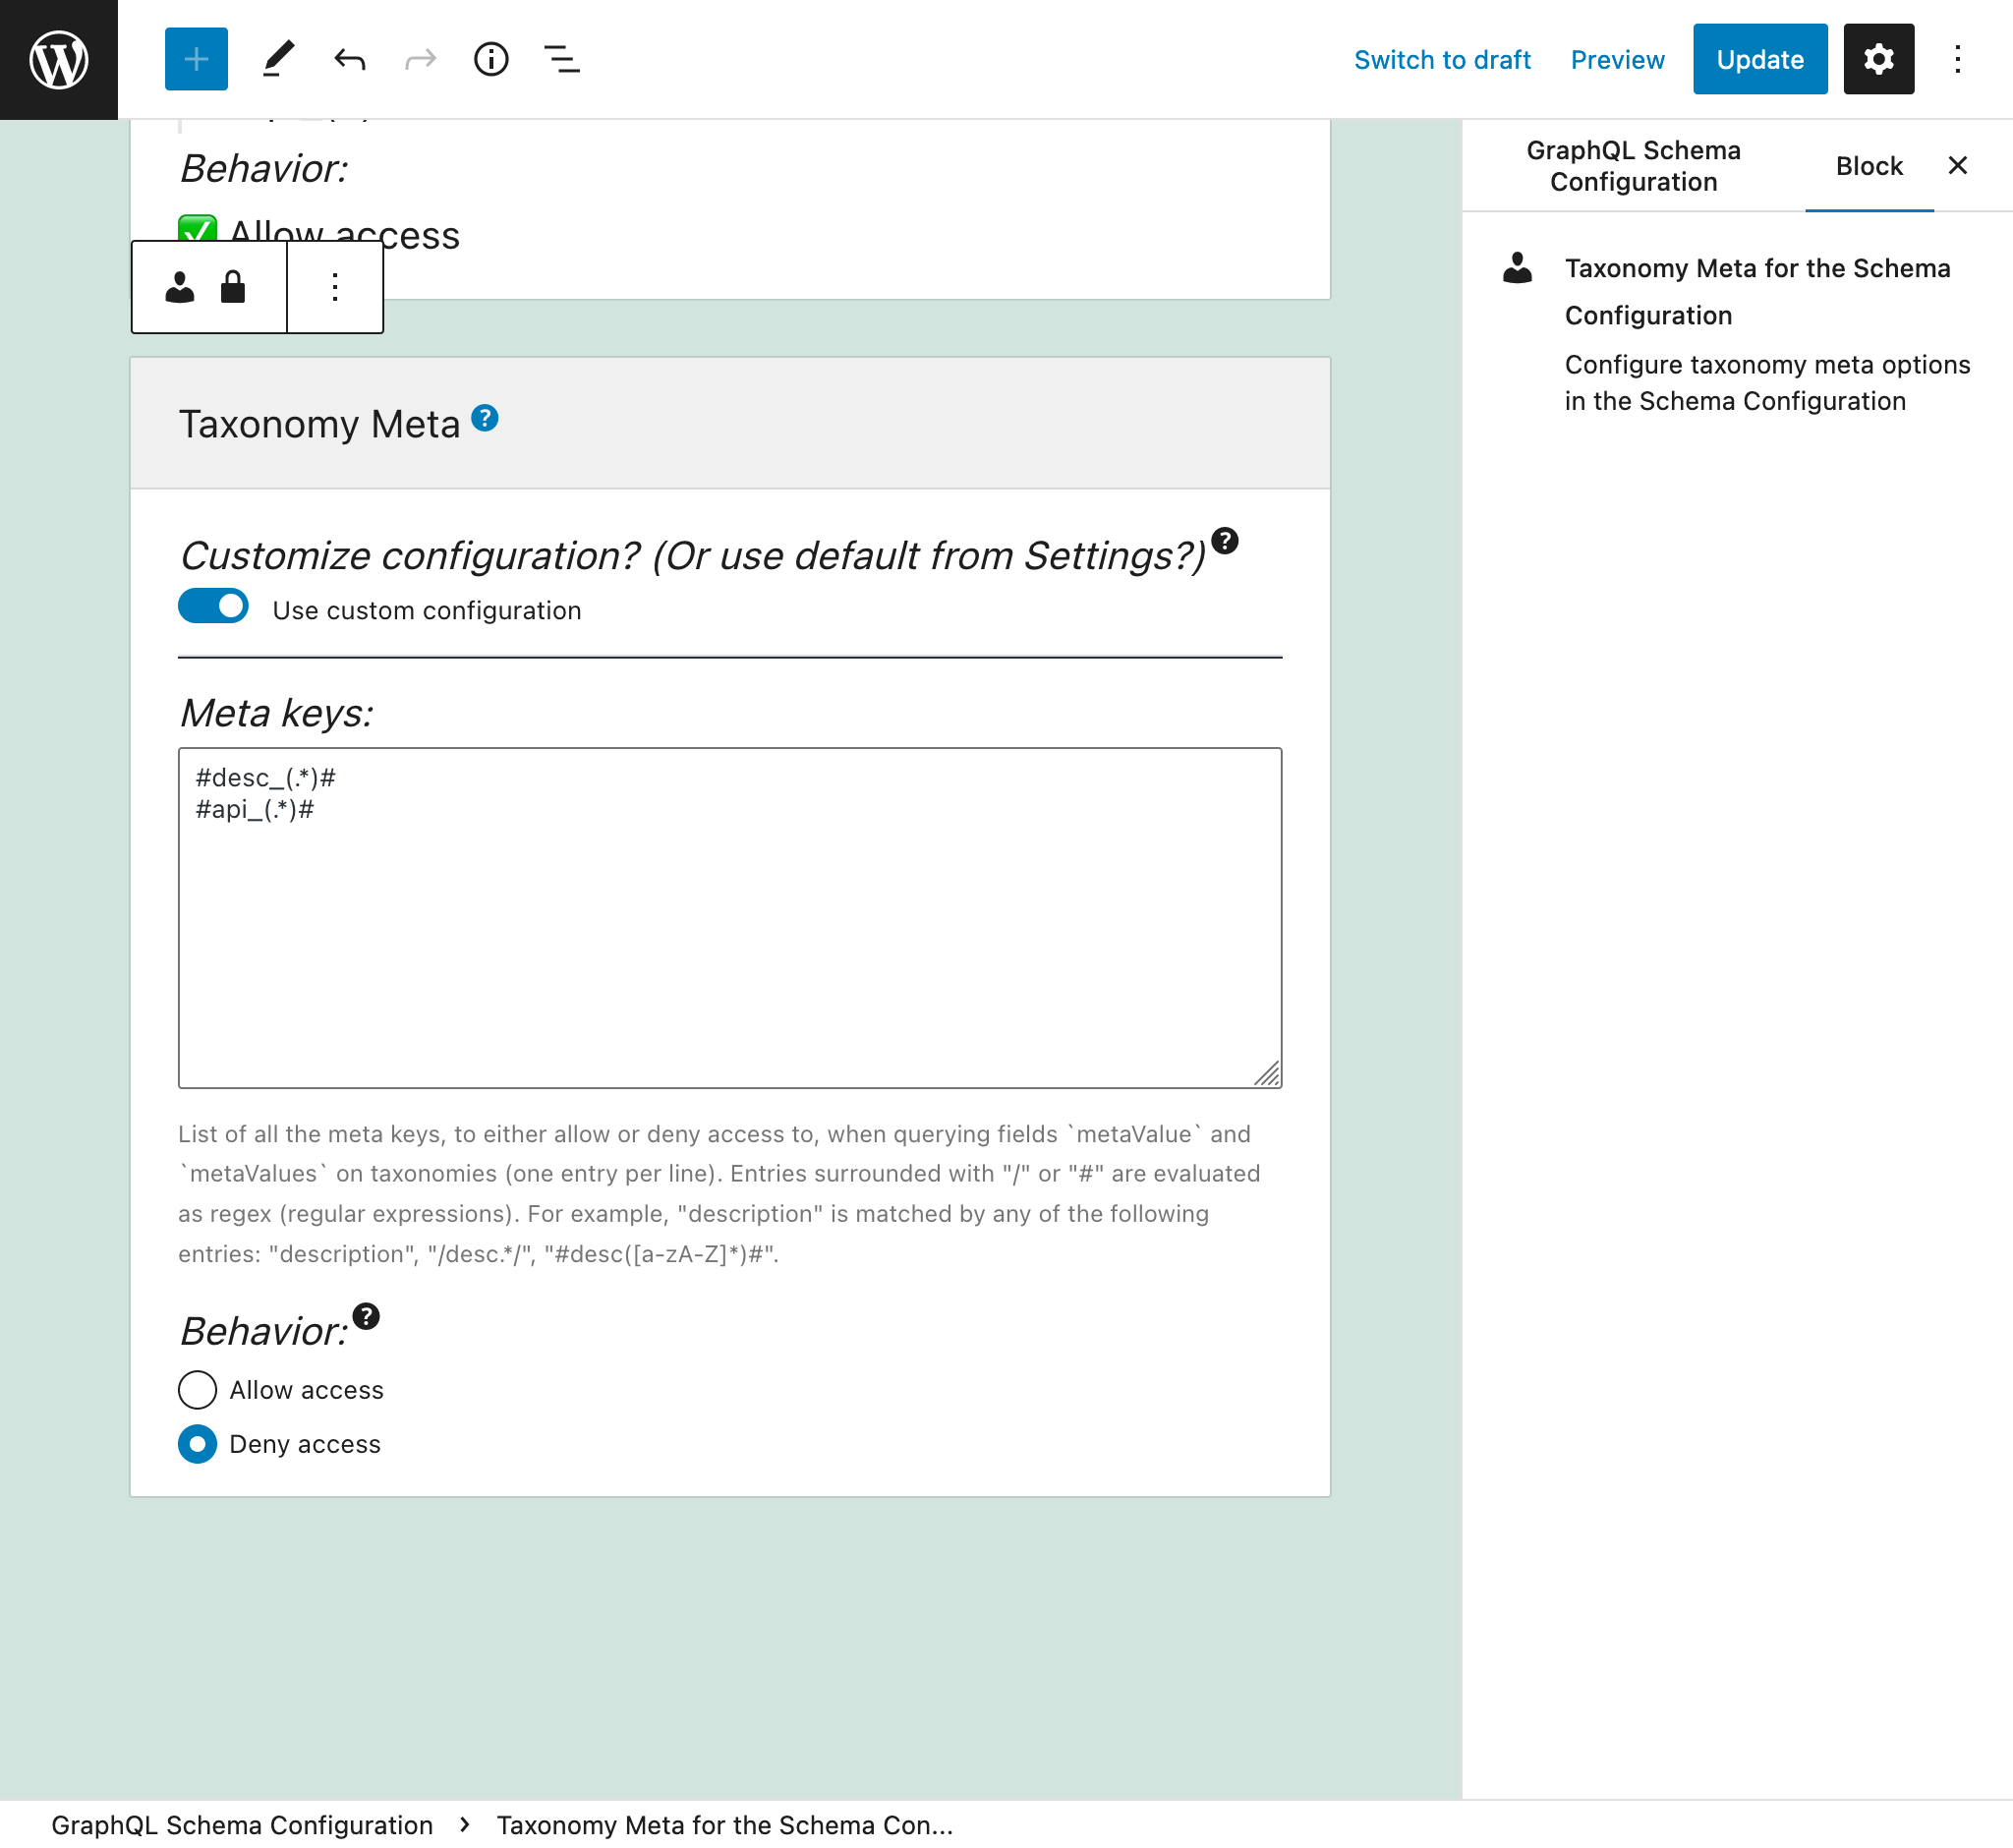 Switch to draft
Preview
Update
GraphQL Schema
Configuration
Block
Behavior:
Allow access
Taxonomy Meta
Customize configuration? (Or use default from Settings?)
Use custom configuration
Meta keys:
#desc_(.*)#
#api_(.*)#
List of all the meta keys, to either allow or deny access to, when querying fields `metaValue` and
`metaValues` on taxonomies (one entry per line). Entries surrounded with "/" or "#" are evaluated
as regex (regular expressions). For example, "description" is matched by any of the following
entries: "description", "/desc.*/", "#desc([a-zA-Z]*)#".
Behavior:
Allow access
Deny access
Taxonomy Meta for the Schema
Configuration
Configure taxonomy meta options
in the Schema Configuration
GraphQL Schema Configuration › Taxonomy Meta for the Schema Con...